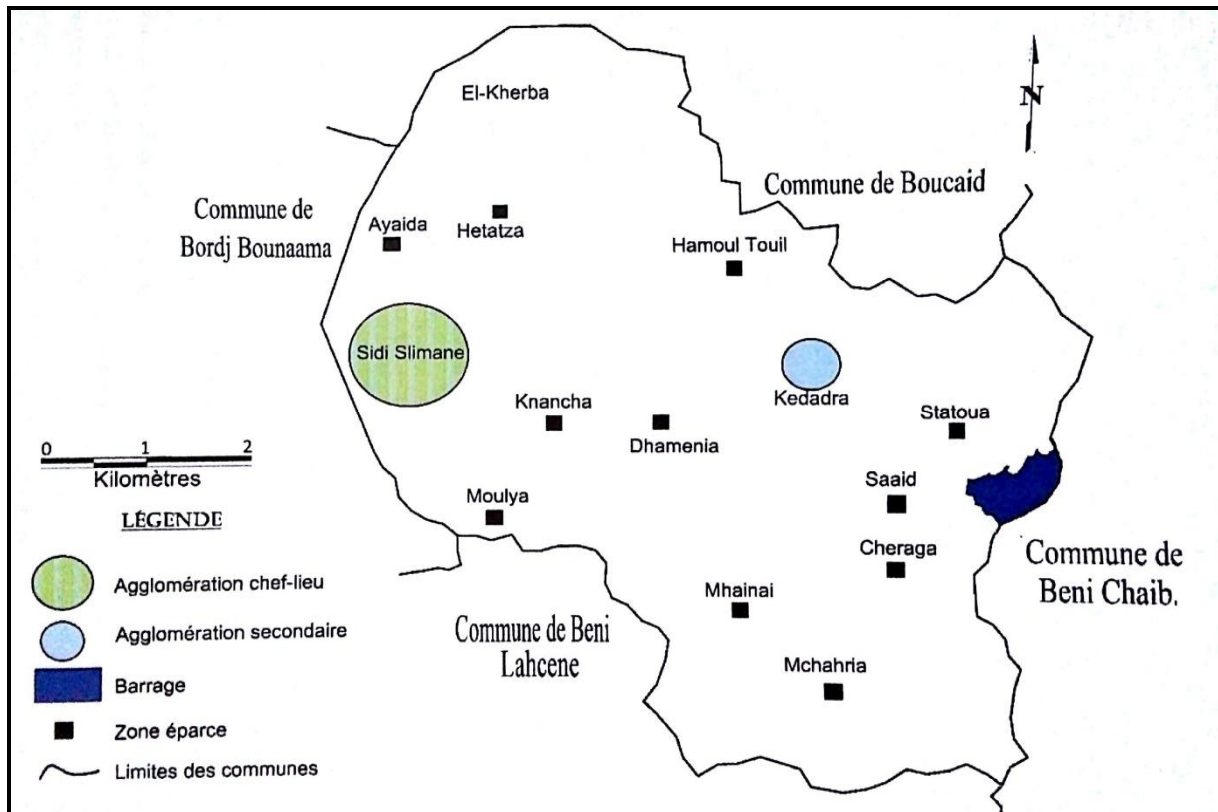 El-Kherba
N
Commune de Boucaid
Commune de
Bordj Bounaama
Ayaida
Hetatza
Hamoul Touil
Sidi Slimane
Kedadra
Knancha
Dhamenia
Statoua
0 1 2
Kilomètres
Saaid
Moulya
LÉGENDE
Cheraga
Commune de
Beni Chaib.
Agglomération chef-lieu
Mhainai
Agglomération secondaire
Commune de Beni
Lahcene
Mchahria
Barrage
Zone éparce
Limites des communes